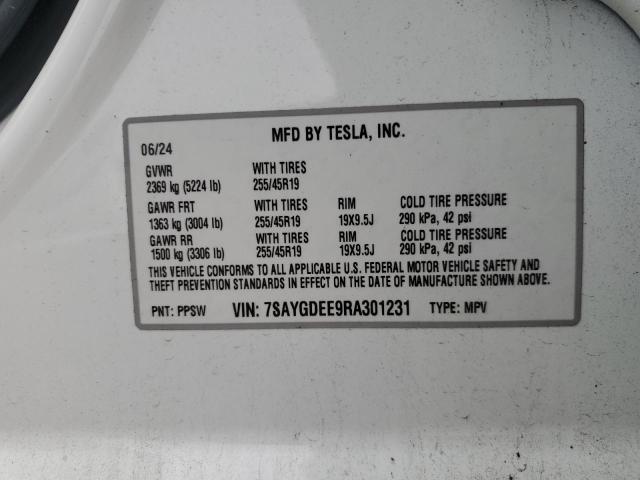 MFD BY TESLA, INC.
06/24
GVWR WITH TIRES
2369 kg (5224 lb) 255/45R19
GAWR FRT WITH TIRES RIM COLD TIRE PRESSURE
1363 kg (3004 lb) 255/45R19 19X9.5J 290 kPa, 42 psi
GAWR RR WITH TIRES RIM COLD TIRE PRESSURE
1500 kg (3306 lb) 255/45R19 19X9.5J 290 kPa, 42 psi
THIS VEHICLE CONFORMS TO ALL APPLICABLE U.S. FEDERAL MOTOR VEHICLE SAFETY AND
THEFT PREVENTION STANDARDS IN EFFECT ON THE DATE OF MANUFACTURE SHOWN ABOVE.
PNT: PPSW VIN: 7SAYGDEE9RA301231 TYPE: MPV